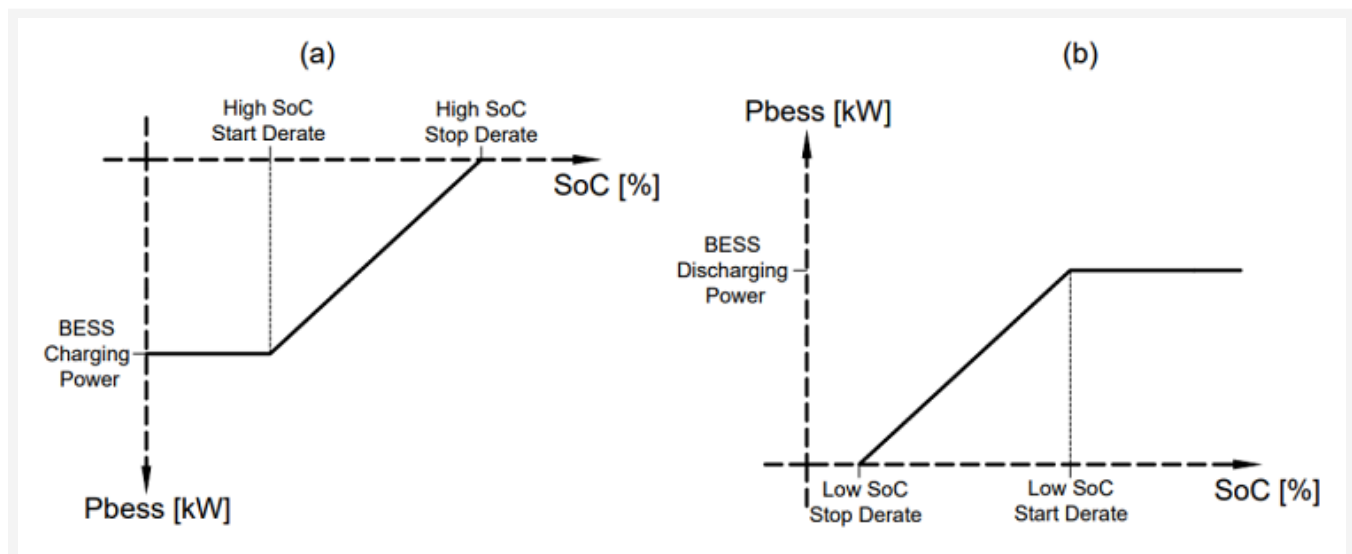 (a)
High SoC
Start Derate
High SoC
Stop Derate
SoC [%]
BESS
Charging
Power
Pbess [kW]
(b)
Pbess [kW]
BESS
Discharging
Power
Low SoC
Stop Derate
Low SoC
Start Derate
SoC [%]